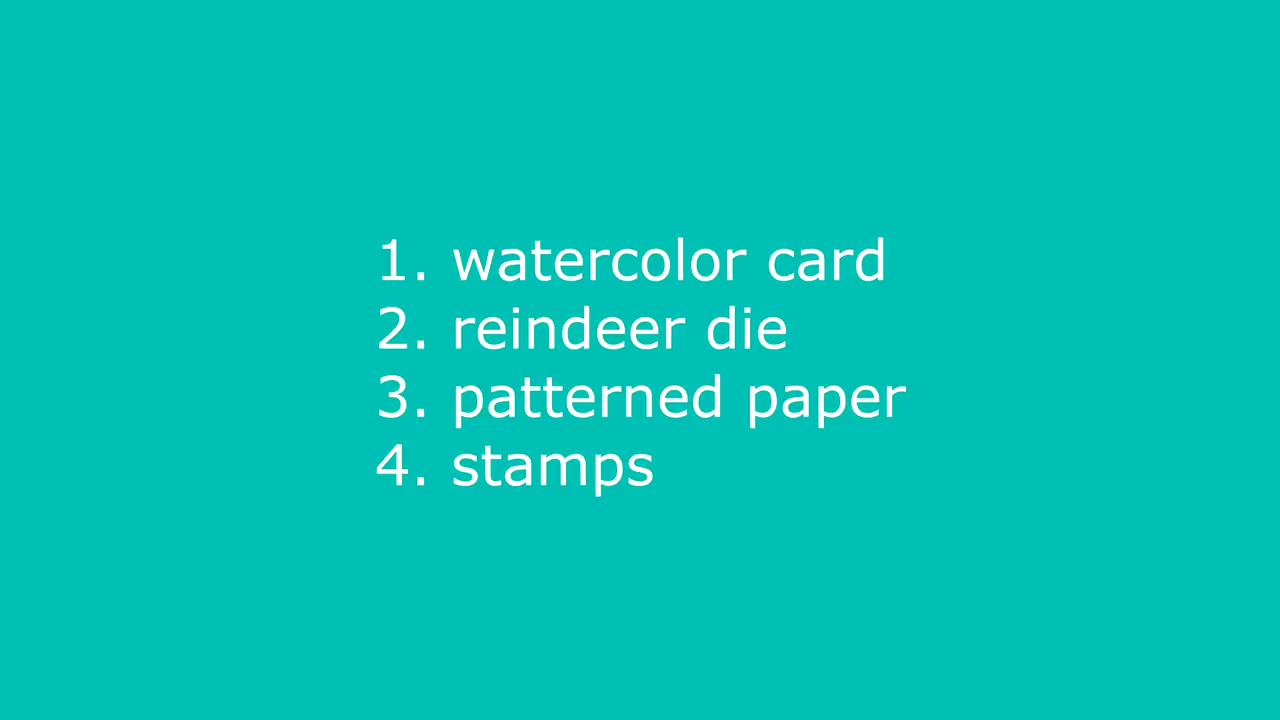 1. watercolor card
2. reindeer die
3. patterned paper
4. stamps